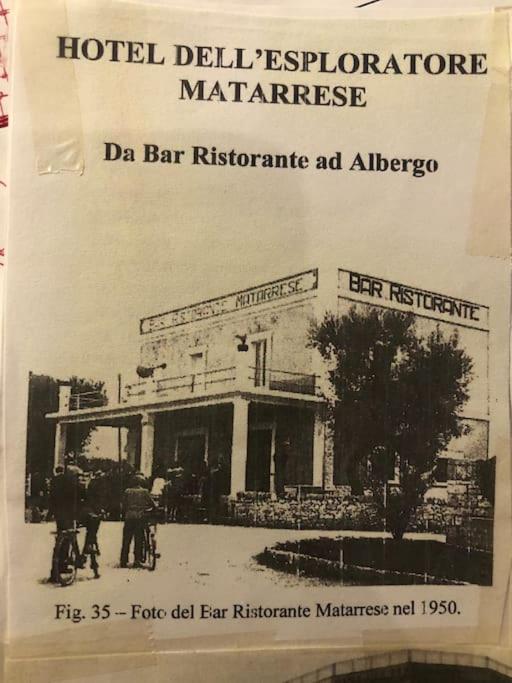 HOTEL DELL'ESPLORATORE
MATARRESE
Da Bar Ristorante ad Albergo
BAR RISTORANTE MATARRESE
BAR RISTORANTE
Fig. 35 – Foto del Bar Ristorante Matarrese nel 1950.